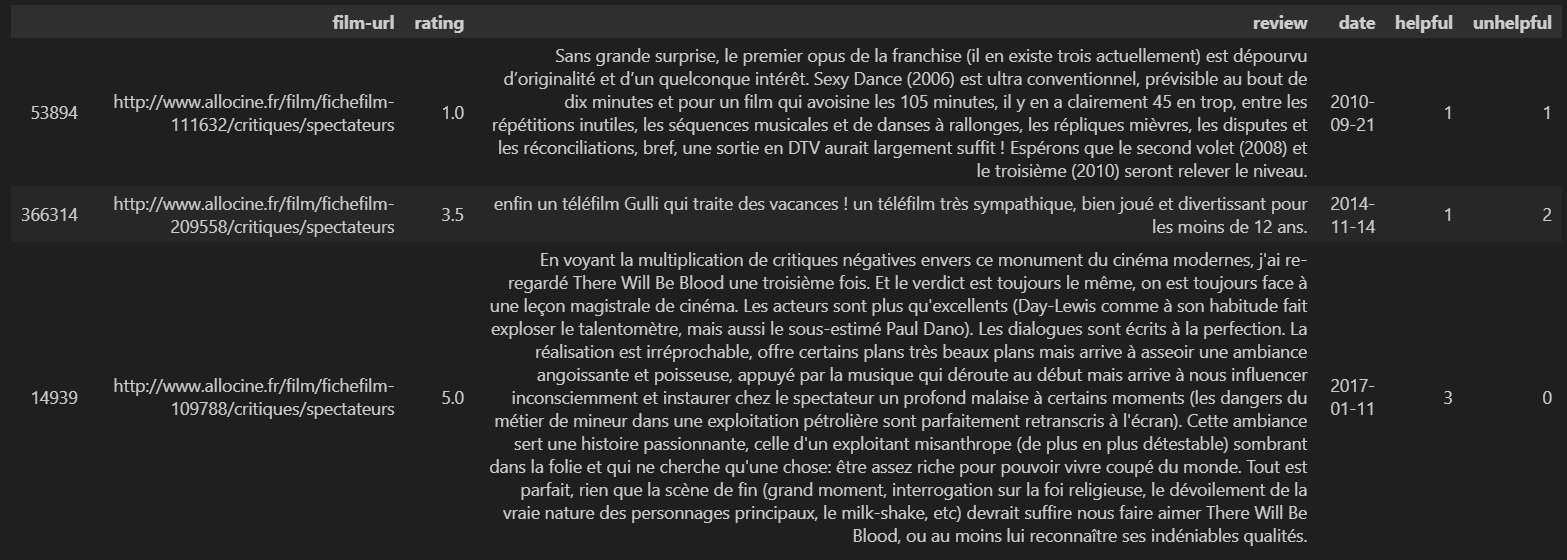 film-url rating review date helpful unhelpful
Sans grande surprise, le premier opus de la franchise (il en existe trois actuellement) est dépourvu
d’originalité et d’un quelconque intérêt. Sexy Dance (2006) est ultra conventionnel, prévisible au bout de
dix minutes et pour un film qui avoisine les 105 minutes, il y en a clairement 45 en trop, entre les
répétitions inutiles, les séquences musicales et de danses à rallonges, les répliques mièvres, les disputes et
les réconciliations, bref, une sortie en DTV aurait largement suffit ! Espérons que le second volet (2008) et
le troisième (2010) seront relever le niveau.
53894
http://www.allocine.fr/film/fichefilm-
111632/critiques/spectateurs
1.0
2010-
09-21
1
1
366314
http://www.allocine.fr/film/fichefilm-
209558/critiques/spectateurs
3.5
enfin un téléfilm Gulli qui traite des vacances ! un téléfilm très sympathique, bien joué et divertissant pour
les moins de 12 ans.
2014-
11-14
1
2
14939
http://www.allocine.fr/film/fichefilm-
109788/critiques/spectateurs
5.0
En voyant la multiplication de critiques négatives envers ce monument du cinéma modernes, j'ai re-
regardé There Will Be Blood une troisième fois. Et le verdict est toujours le même, on est toujours face à
une leçon magistrale de cinéma. Les acteurs sont plus qu'excellents (Day-Lewis comme à son habitude fait
exploser le talentomètre, mais aussi le sous-estimé Paul Dano). Les dialogues sont écrits à la perfection. La
réalisation est irréprochable, offre certains plans très beaux plans mais arrive à asseoir une ambiance
angoissante et poisseuse, appuyé par la musique qui déroute au début mais arrive à nous influencer
inconsciemment et instaurer chez le spectateur un profond malaise à certains moments (les dangers du
métier de mineur dans une exploitation pétrolière sont parfaitement retranscris à l'écran). Cette ambiance
sert une histoire passionnante, celle d'un exploitant misanthrope (de plus en plus détestable) sombrant
dans la folie et qui ne cherche qu'une chose: être assez riche pour pouvoir vivre coupé du monde. Tout est
parfait, rien que la scène de fin (grand moment, interrogation sur la foi religieuse, le dévoilement de la
vraie nature des personnages principaux, le milk-shake, etc) devrait suffire nous faire aimer There Will Be
Blood, ou au moins lui reconnaître ses indéniables qualités.
2017-
01-11
3
0